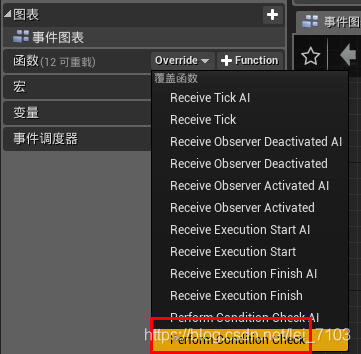 图表
事件图表
函数 (12 可重载) Override + Function
宏
变量
事件调度器
覆盖函数
Receive Tick AI
Receive Tick
Receive Observer Deactivated AI
Receive Observer Deactivated
Receive Observer Activated AI
Receive Observer Activated
Receive Execution Start AI
Receive Execution Start
Receive Execution Finish AI
Receive Execution Finish
Perform Condition Check AI
Perform Condition Check
https://blog.csdn.net/lei_7103
事件图